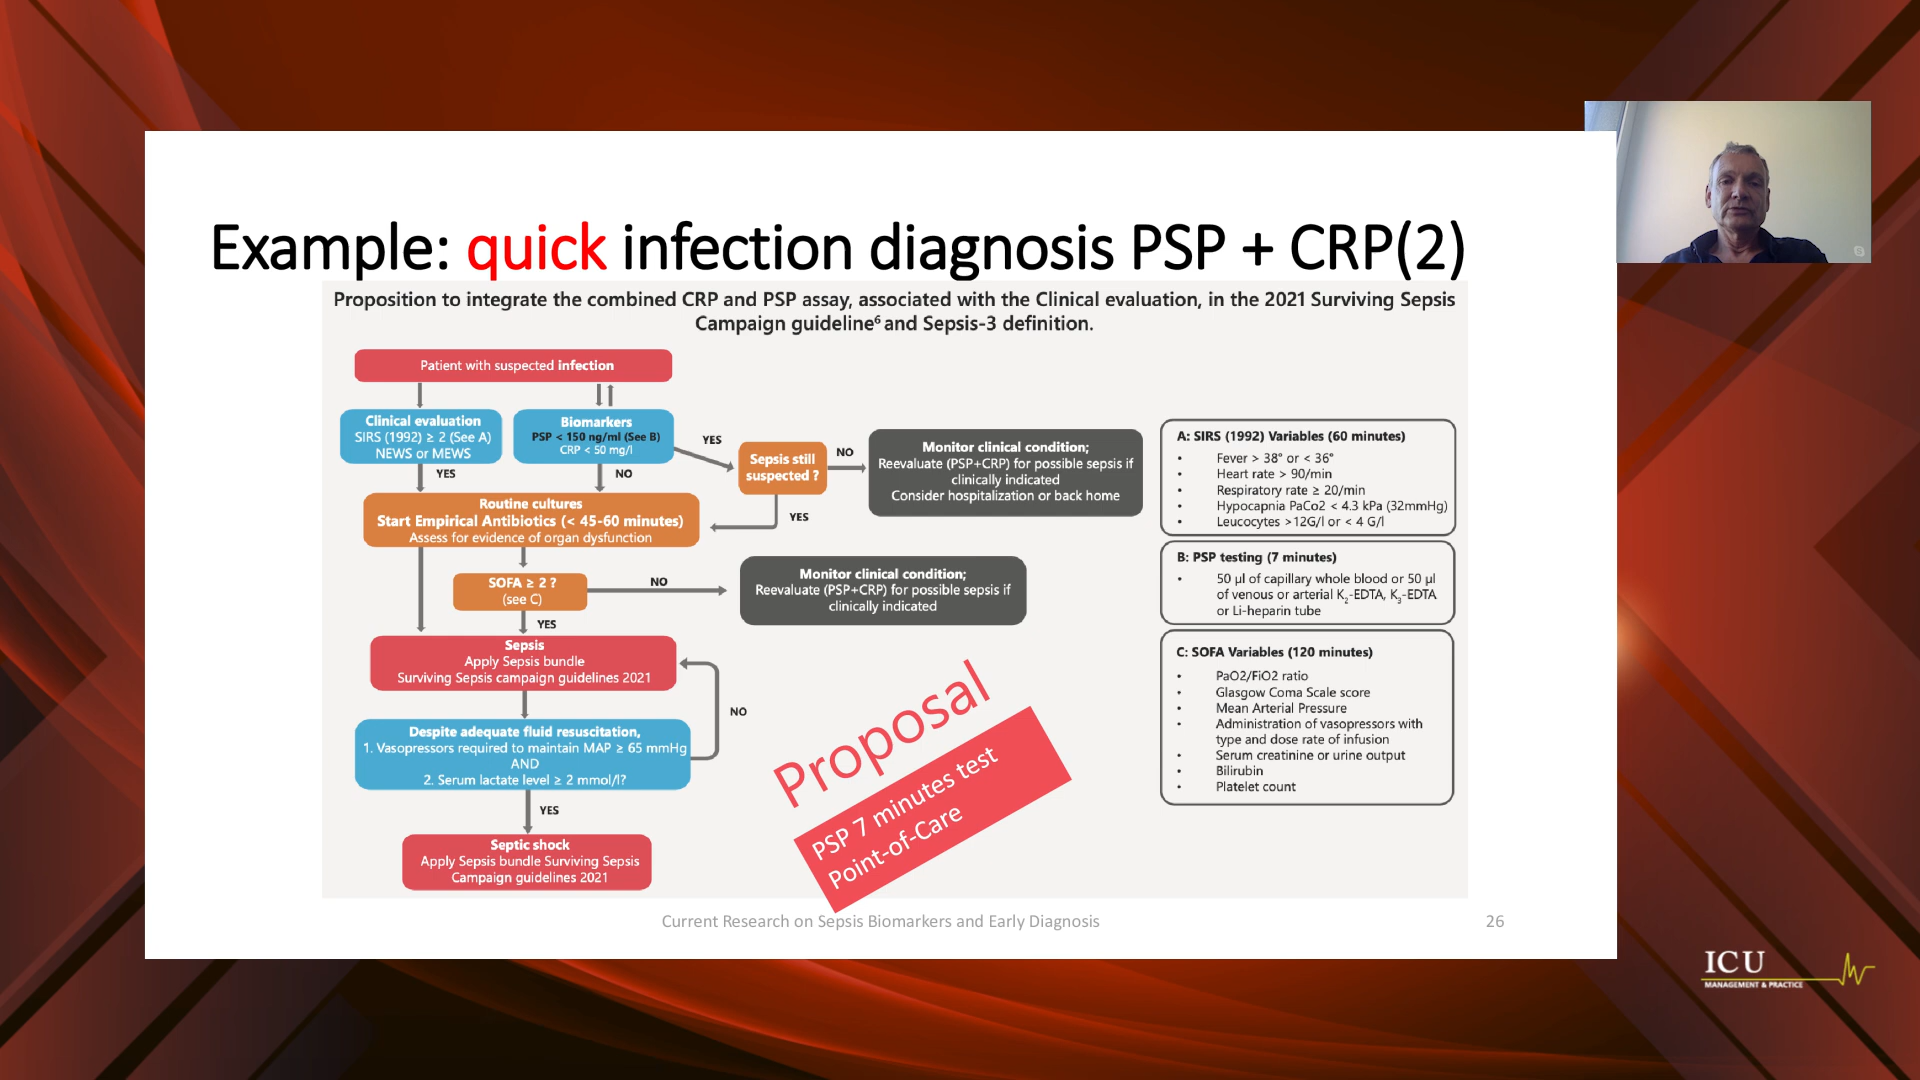 Example: quick infection diagnosis PSP + CRP(2)
Proposition to integrate the combined CRP and PSP assay, associated with the Clinical evaluation, in the 2021 Surviving Sepsis
Campaign guideline⁶ and Sepsis-3 definition.
Patient with suspected infection
Clinical evaluation
SIRS (1992) ≥ 2 (See A)
NEWS or MEWS
Biomarkers
PSP < 150 ng/ml (See B)
CRP < 50 mg/l
YES
Sepsis still
suspected ?
NO
Monitor clinical condition;
Reevaluate (PSP+CRP) for possible sepsis if
clinically indicated
Consider hospitalization or back home
YES
NO
YES
Routine cultures
Start Empirical Antibiotics (< 45-60 minutes)
Assess for evidence of organ dysfunction
SOFA ≥ 2 ?
(see C)
NO
Monitor clinical condition;
Reevaluate (PSP+CRP) for possible sepsis if
clinically indicated
YES
Sepsis
Apply Sepsis bundle
Surviving Sepsis campaign guidelines 2021
NO
Despite adequate fluid resuscitation,
1. Vasopressors required to maintain MAP ≥ 65 mmHg
AND
2. Serum lactate level ≥ 2 mmol/l?
YES
Septic shock
Apply Sepsis bundle Surviving Sepsis
Campaign guidelines 2021
Proposal
PSP 7 minutes test
Point-of-Care
A: SIRS (1992) Variables (60 minutes)
• Fever > 38° or < 36°
• Heart rate > 90/min
• Respiratory rate ≥ 20/min
• Hypocapnia PaCo2 < 4.3 kPa (32mmHg)
• Leucocytes >12G/l or < 4 G/l
B: PSP testing (7 minutes)
• 50 µl of capillary whole blood or 50 µl
of venous or arterial K₂-EDTA, K₃-EDTA
or Li-heparin tube
C: SOFA Variables (120 minutes)
• PaO2/FiO2 ratio
• Glasgow Coma Scale score
• Mean Arterial Pressure
• Administration of vasopressors with
type and dose rate of infusion
• Serum creatinine or urine output
• Bilirubin
• Platelet count
Current Research on Sepsis Biomarkers and Early Diagnosis
26
ICU
MANAGEMENT & PRACTICE